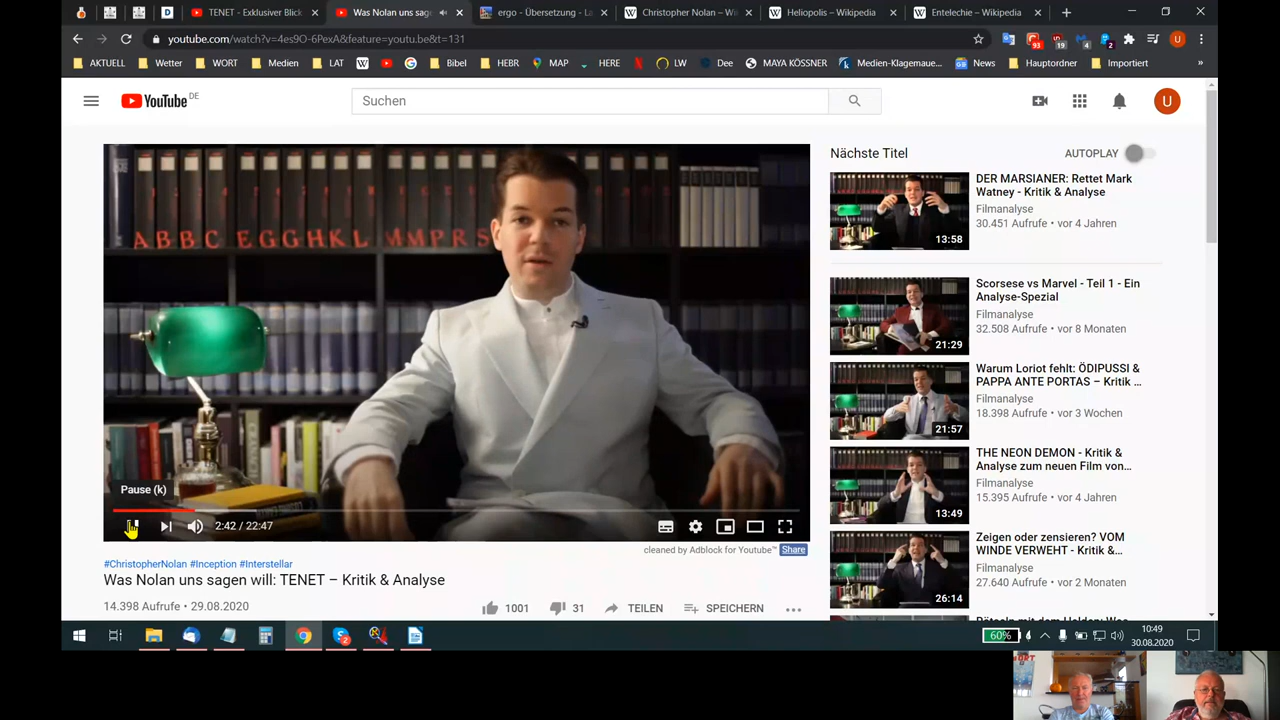 TENET - Exklusiver Blick
Was Nolan uns sage
ergo - Übersetzung - La
Christopher Nolan – Wi
Heliopolis – Wikipedia
Entelechie – Wikipedia
youtube.com/watch?v=4es9O-6PexA&feature=youtu.be&t=131
93
19
4
2
U
AKTUELL
Wetter
WORT
Medien
LAT
Bibel
HEBR
MAP
HERE
LW
Dee
MAYA KÖSSNER
Medien-Klagemaue...
News
Hauptordner
Importiert
»
YouTube DE
Suchen
U
A B B C E G G H K L M M F R S
Pause (k)
2:42 / 22:47
cleaned by Adblock for Youtube™ Share
#ChristopherNolan #Inception #Interstellar
Was Nolan uns sagen will: TENET – Kritik & Analyse
14.398 Aufrufe • 29.08.2020
1001
31
TEILEN
SPEICHERN
Nächste Titel
AUTOPLAY
13:58
DER MARSIANER: Rettet Mark
Watney - Kritik & Analyse
Filmanalyse
30.451 Aufrufe • vor 4 Jahren
21:29
Scorsese vs Marvel - Teil 1 - Ein
Analyse-Spezial
Filmanalyse
32.508 Aufrufe • vor 8 Monaten
21:57
Warum Loriot fehlt: ÖDIPUSSI &
PAPPA ANTE PORTAS – Kritik ...
Filmanalyse
18.398 Aufrufe • vor 3 Wochen
13:49
THE NEON DEMON - Kritik &
Analyse zum neuen Film von...
Filmanalyse
15.395 Aufrufe • vor 4 Jahren
26:14
Zeigen oder zensieren? VOM
WINDE VERWEHT - Kritik &...
Filmanalyse
27.640 Aufrufe • vor 2 Monaten
60%
10:49
30.08.2020